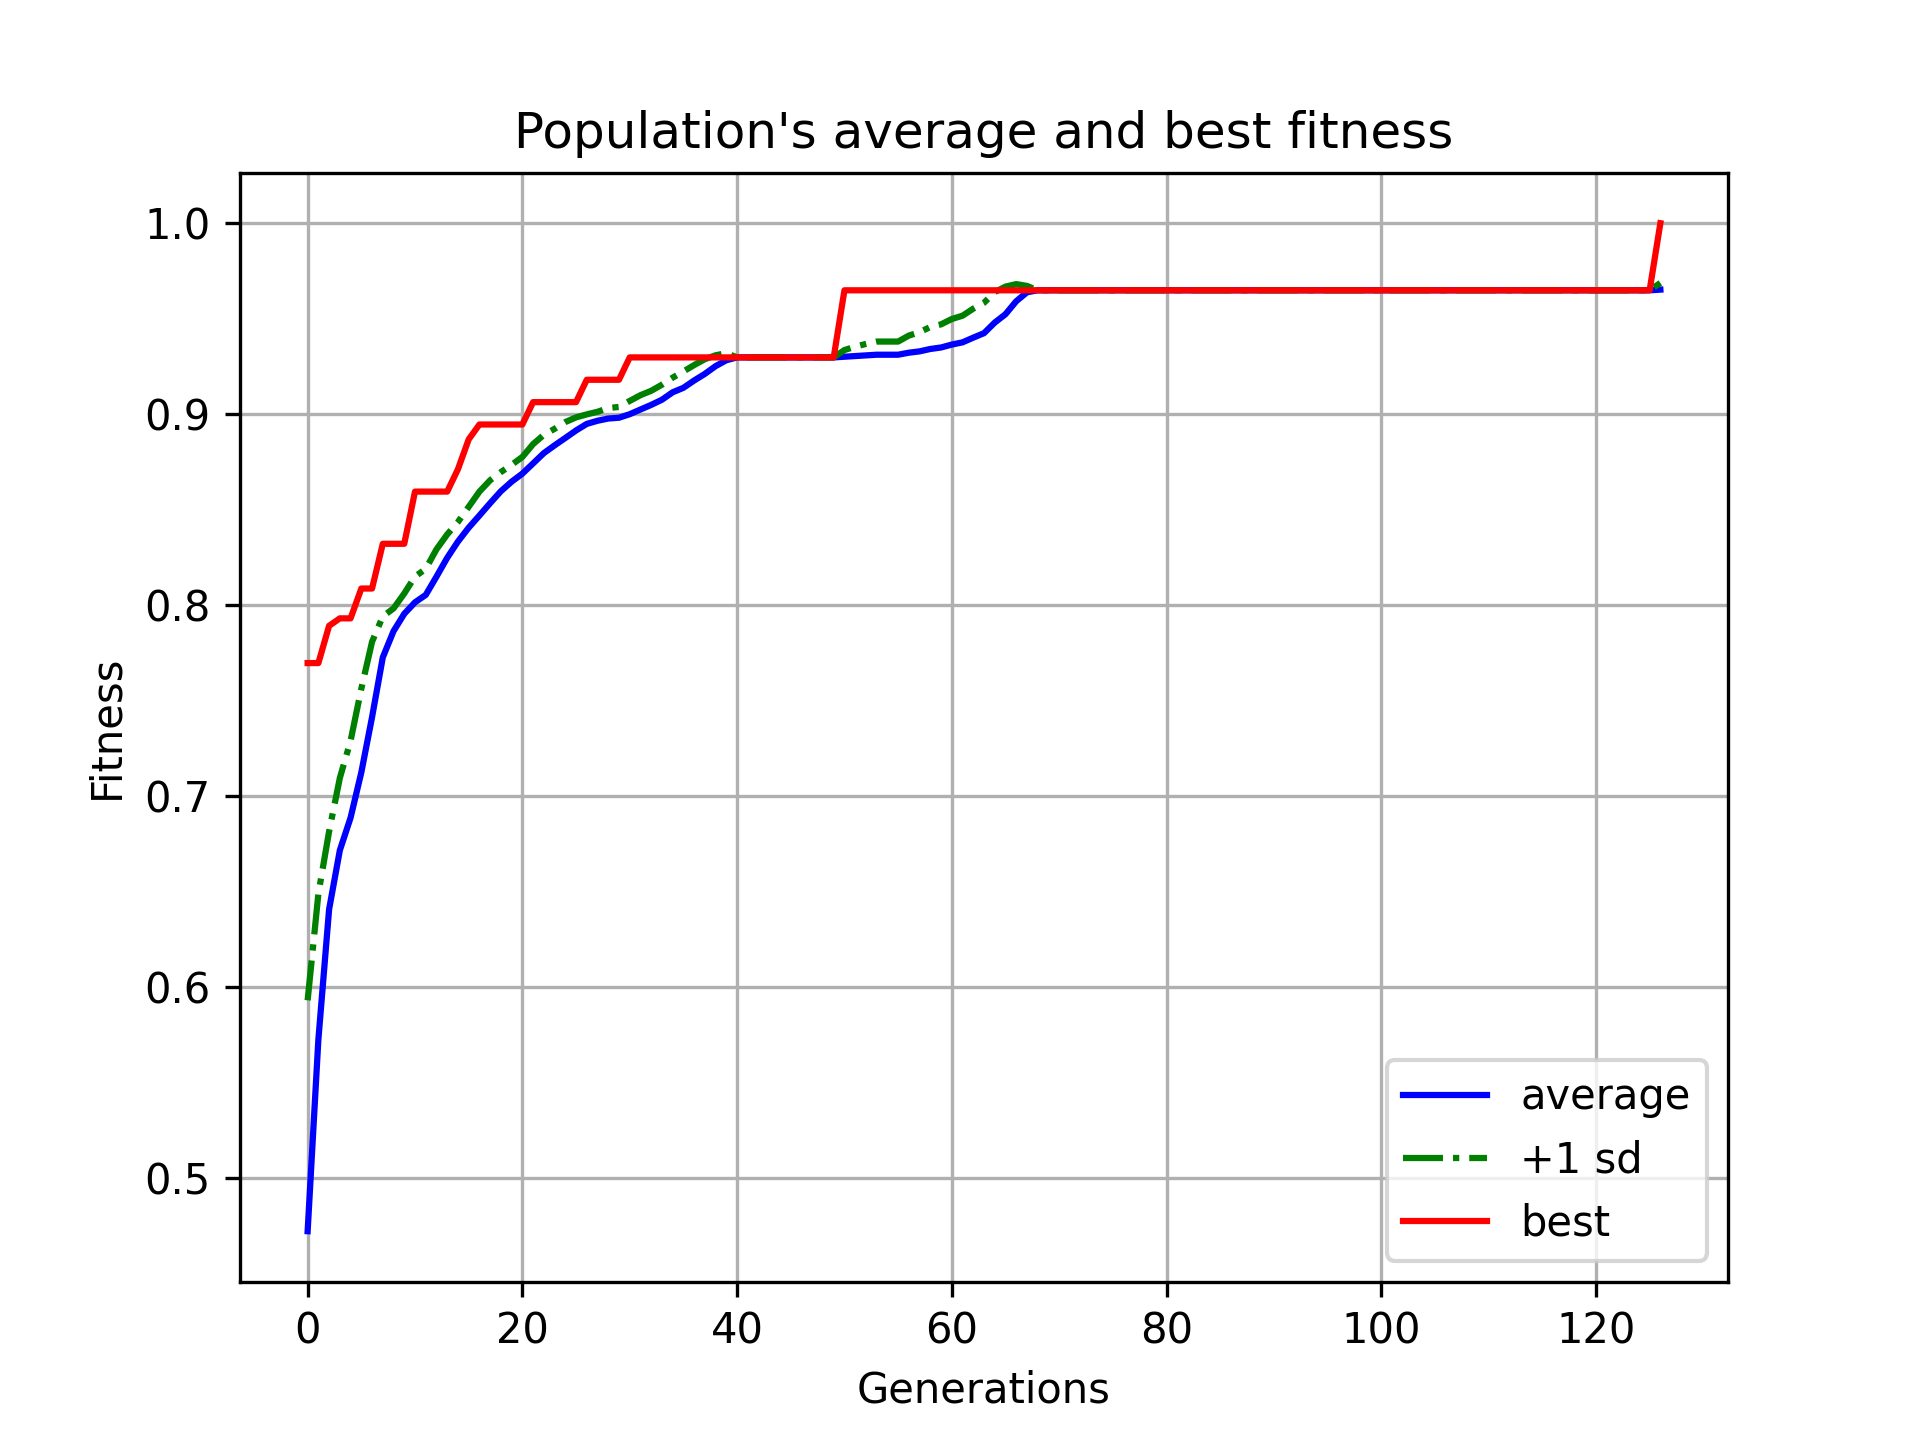 Population's average and best fitness
1.0
0.9
0.8
0.7
0.6
0.5
Fitness
0 20 40 60 80 100 120
Generations
average
+1 sd
best